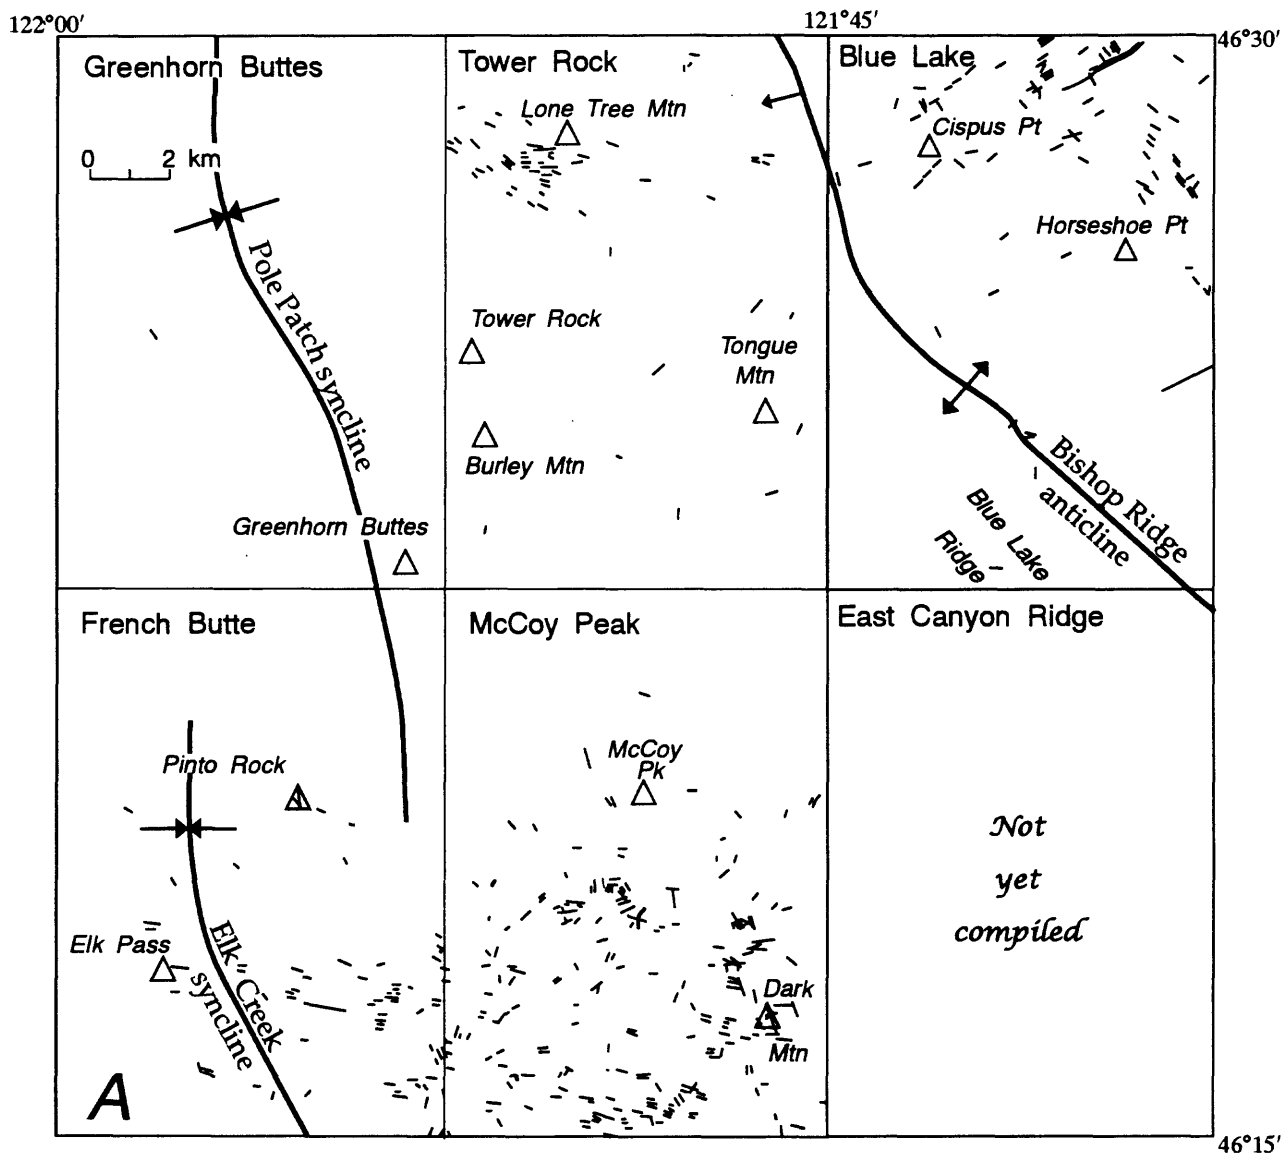 122°00′
121°45′
46°30′
Greenhorn Buttes
Tower Rock
Blue Lake
Lone Tree Mtn
Cispus Pt
0 2 km
Horseshoe Pt
Pole Patch syncline
Tower Rock
Tongue
Mtn
Burley Mtn
Bishop Ridge
anticline
Blue Lake
Ridge
Greenhorn Buttes
French Butte
McCoy Peak
East Canyon Ridge
Pinto Rock
McCoy
Pk
Not
yet
compiled
Elk Pass
Elk Creek
syncline
Dark
Mtn
A
46°15′